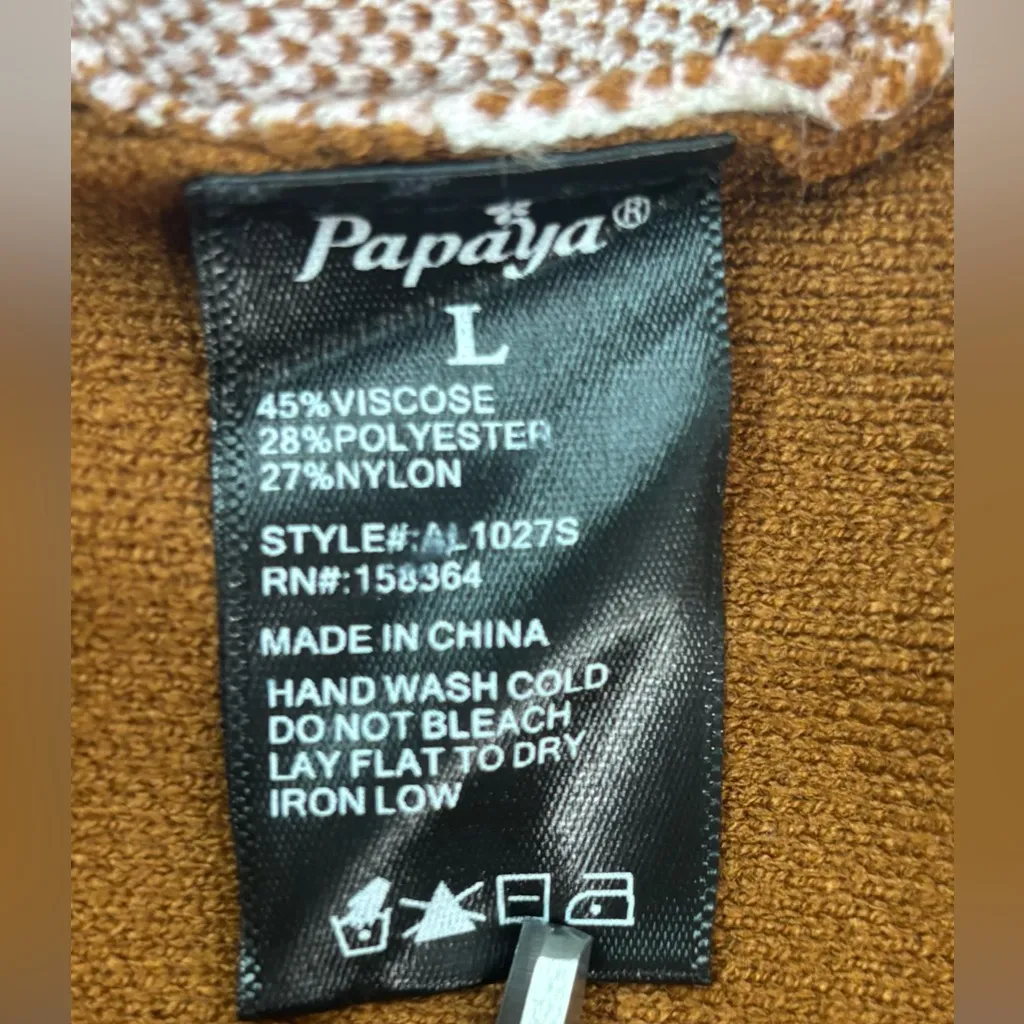 Papaya®
L
45%VISCOSE
28%POLYESTER
27%NYLON
STYLE#:AL1027S
RN#:158364
MADE IN CHINA
HAND WASH COLD
DO NOT BLEACH
LAY FLAT TO DRY
IRON LOW